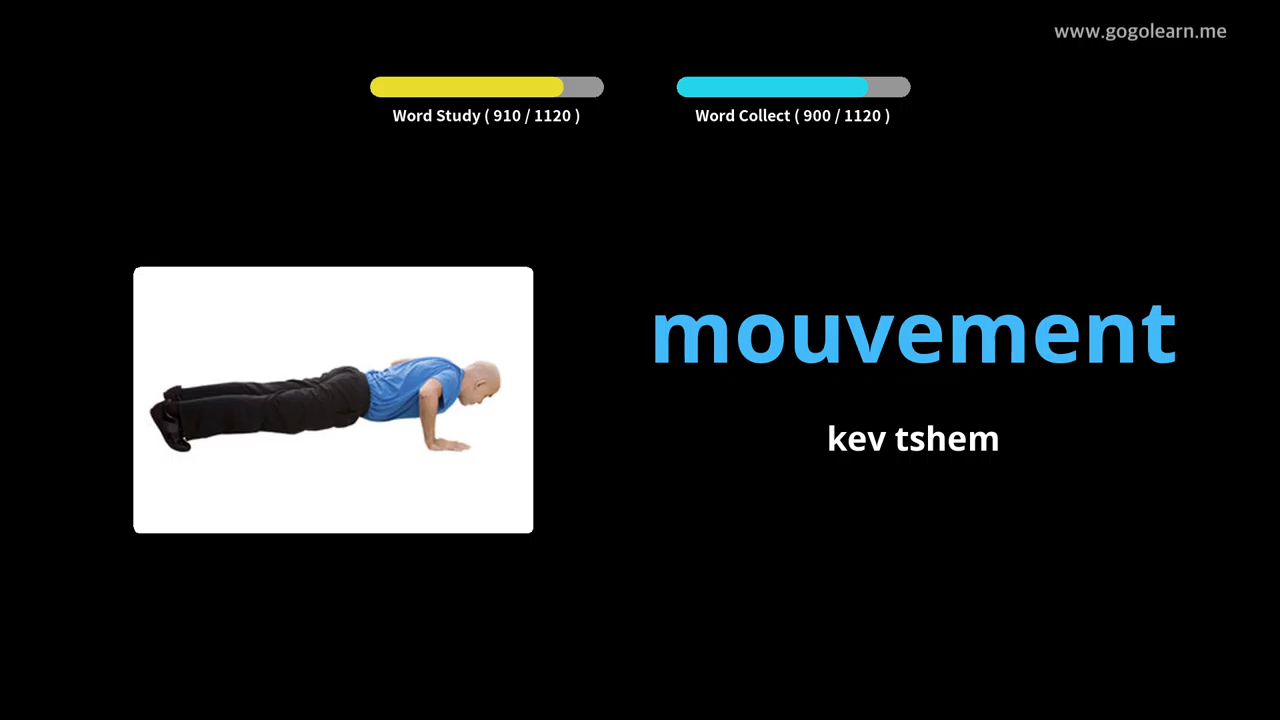 www.gogolearn.me
Word Study ( 910 / 1120 )
Word Collect ( 900 / 1120 )
mouvement
kev tshem